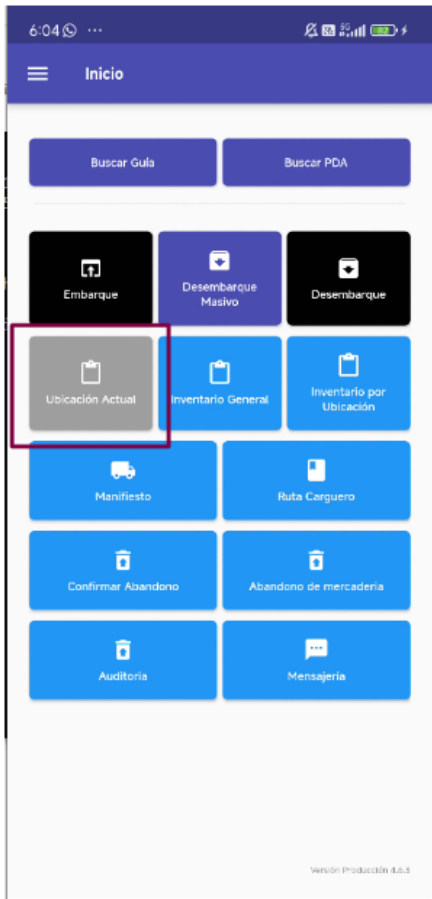 6:04
Inicio
Buscar Guía
Buscar PDA
Embarque
Desembarque
Masivo
Desembarque
Ubicación Actual
Inventario General
Inventario por
Ubicación
Manifiesto
Ruta Carguero
Confirmar Abandono
Abandono de mercadería
Auditoria
Mensajería
Versión Producción 4.6.3